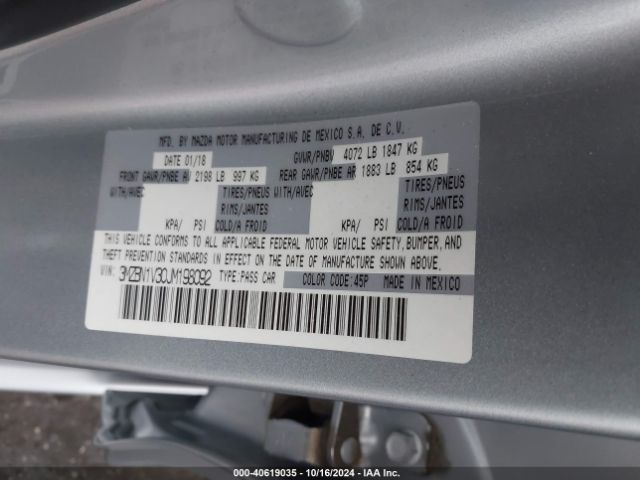 MFD. BY MAZDA MOTOR MANUFACTURING DE MEXICO S.A. DE C.V.
DATE 01/18 GVWR/PNBV 4072 LB 1847 KG
FRONT GAWR/PNBE AV 2198 LB 997 KG REAR GAWR/PNBE AR 1883 LB 854 KG
WITH/AVEC TIRES/PNEUS WITH/AVEC TIRES/PNEUS
RIMS/JANTES RIMS/JANTES
KPA/ PSI COLD/A FROID KPA/ PSI COLD/A FROID
THIS VEHICLE CONFORMS TO ALL APPLICABLE FEDERAL MOTOR VEHICLE SAFETY, BUMPER, AND
THEFT PREVENTION STANDARDS IN EFFECT ON THE DATE OF MANUFACTURE SHOWN ABOVE.
VIN: 3MZBN1V30JM198092 TYPE:PASS CAR COLOR CODE:45P MADE IN MEXICO
000-40619035 - 10/16/2024 - IAA Inc.